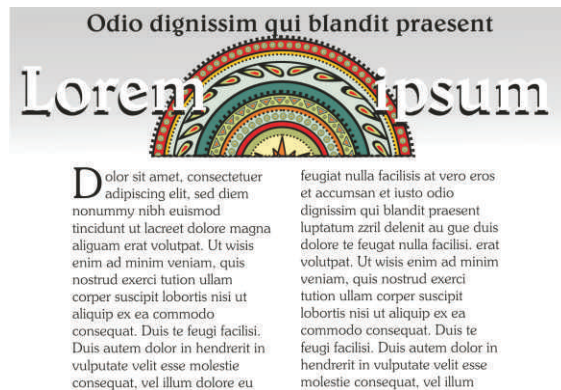 Odio dignissim qui blandit praesent
Lorem ipsum
Dolor sit amet, consectetuer
adipiscing elit, sed diem
nonummy nibh euismod
tincidunt ut lacreet dolore magna
aliguam erat volutpat. Ut wisis
enim ad minim veniam, quis
nostrud exerci tution ullam
corper suscipit lobortis nisi ut
aliquip ex ea commodo
consequat. Duis te feugi facilisi.
Duis autem dolor in hendrerit in
vulputate velit esse molestie
consequat, vel illum dolore eu
feugiat nulla facilisis at vero eros
et accumsan et iusto odio
dignissim qui blandit praesent
luptatum zzril delenit au gue duis
dolore te feugat nulla facilisi. erat
volutpat. Ut wisis enim ad minim
veniam, quis nostrud exerci
tution ullam corper suscipit
lobortis nisi ut aliquip ex ea
commodo consequat. Duis te
feugi facilisi. Duis autem dolor in
hendrerit in vulputate velit esse
molestie consequat, vel illum